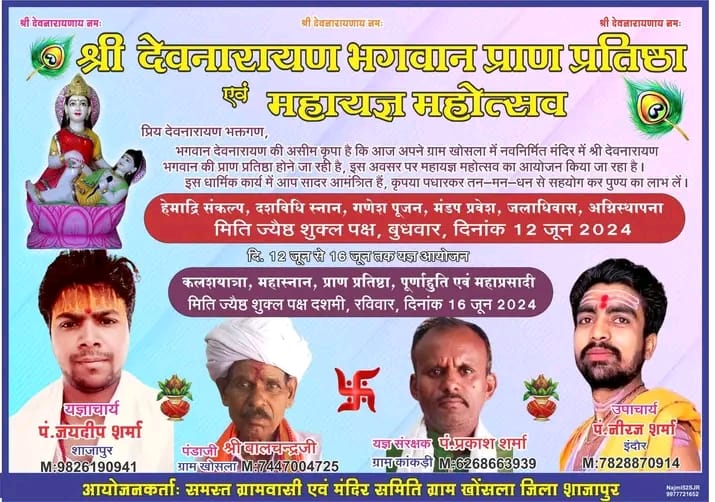 श्री देवनारायणाय नमः श्री देवनारायणाय नमः श्री देवनारायणाय नमः
श्री देवनारायण भगवान प्राण प्रतिष्ठा
एवं महायज्ञ महोत्सव
प्रिय देवनारायण भक्तगण,
भगवान देवनारायण की असीम कृपा है कि आज अपने ग्राम खोसला में नवनिर्मित मंदिर में श्री देवनारायण
भगवान की प्राण प्रतिष्ठा होने जा रही है, इस अवसर पर महायज्ञ महोत्सव का आयोजन किया जा रहा है।
इस धार्मिक कार्य में आप सादर आमंत्रित हैं, कृपया पधारकर तन–मन–धन से सहयोग कर पुण्य का लाभ लें।
हेमाद्रि संकल्प, दशविधि स्नान, गणेश पूजन, मंडप प्रवेश, जलाधिवास, अग्निस्थापना
मिति ज्यैष्ठ शुक्ल पक्ष, बुधवार, दिनांक 12 जून 2024
दि. 12 जून से 16 जून तक यज्ञ आयोजन
कलशयात्रा, महास्नान, प्राण प्रतिष्ठा, पूर्णाहुति एवं महाप्रसादी
मिति ज्यैष्ठ शुक्ल पक्ष दशमी, रविवार, दिनांक 16 जून 2024
यज्ञाचार्य
पं.जयदीप शर्मा
शाजापुर
M:9826190941
पंडाजी श्री बालचन्द्रजी
ग्राम खोसला M:7447004725
यज्ञ संरक्षक पं.प्रकाश शर्मा
ग्राम कांकड़ी M:6268663939
उपाचार्य
पं.नीरज शर्मा
इंदौर
M:7828870914
आयोजनकर्ताः समस्त ग्रामवासी एवं मंदिर समिति ग्राम खोंसला जिला शाजापुर
Najmi52SJR
9977721652